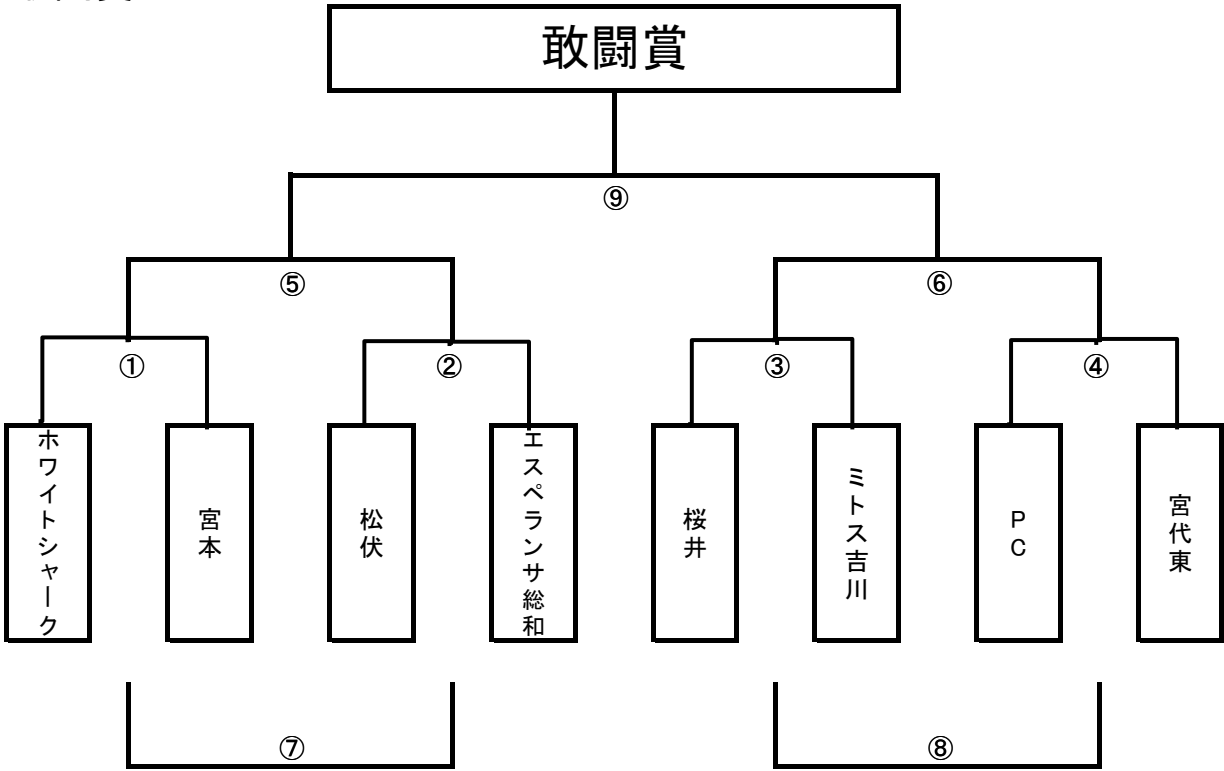 敢闘賞
⑨
⑤
⑥
①
②
③
④
ホワイトシャーク
宮本
松伏
エスペランサ総和
桜井
ミトス吉川
PC
宮代東
⑦
⑧